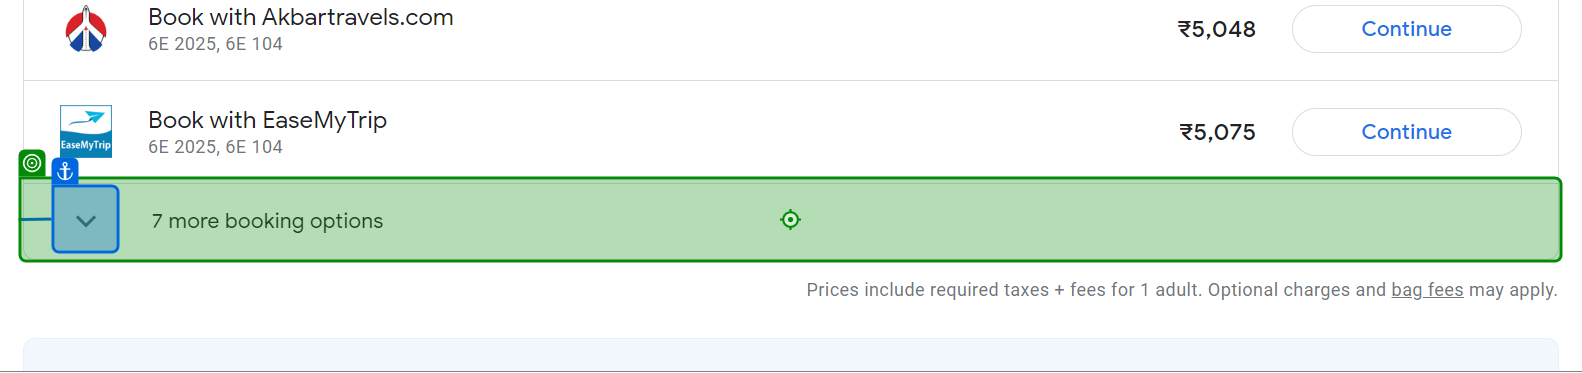 Book with Akbartravels.com
6E 2025, 6E 104
₹5,048
Continue
EaseMyTrip
Book with EaseMyTrip
6E 2025, 6E 104
₹5,075
Continue
7 more booking options
Prices include required taxes + fees for 1 adult. Optional charges and bag fees may apply.